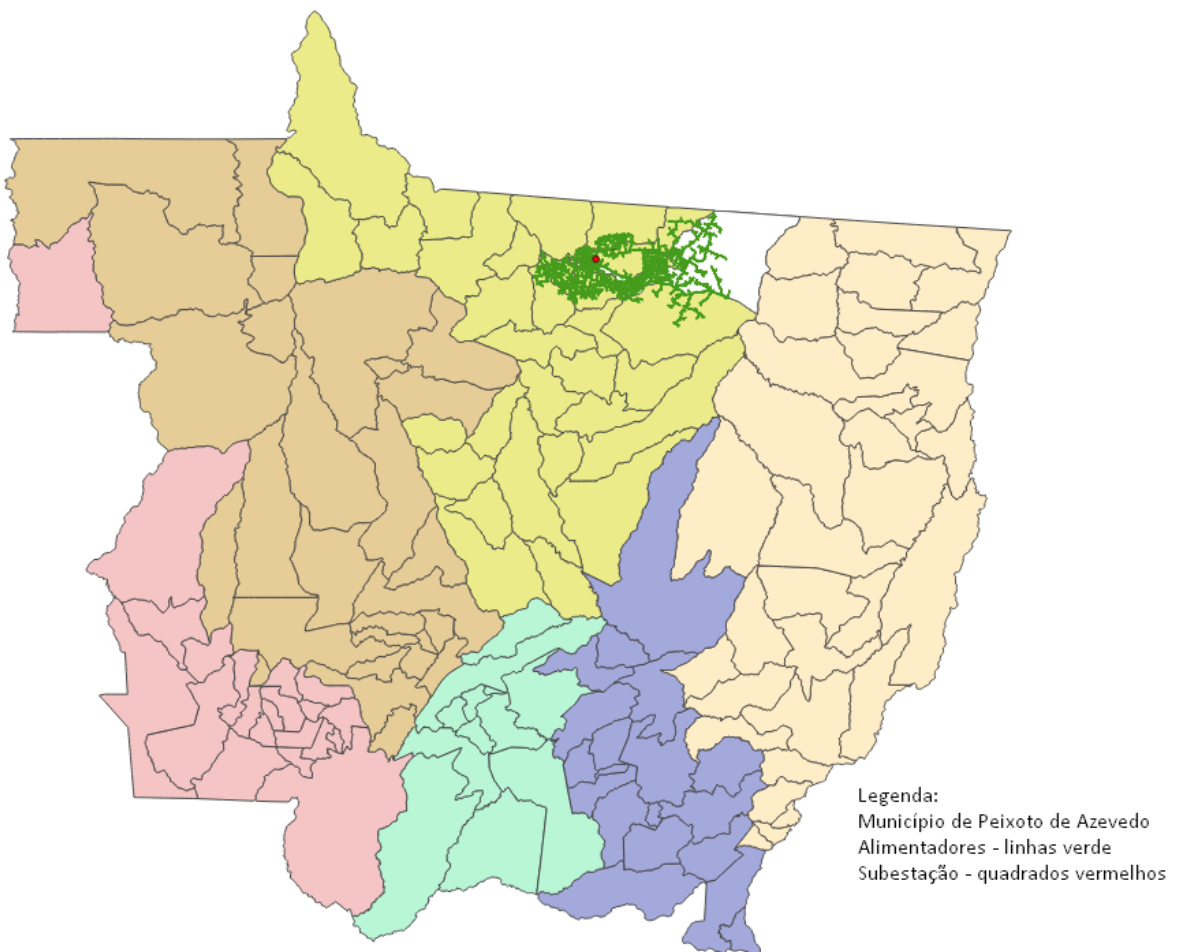 Legenda:
Município de Peixoto de Azevedo
Alimentadores - linhas verde
Subestação - quadrados vermelhos